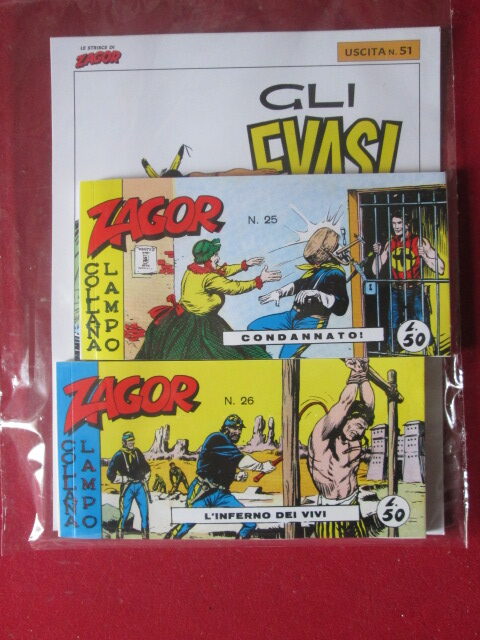 LE STRISCE DI
ZAGOR
USCITA N. 51
GLI
EVASI
ZAGOR
N. 25
COLLANA
LAMPO
CONDANNATO!
L. 50
ZAGOR
N. 26
COLLANA
LAMPO
L'INFERNO DEI VIVI
L. 50